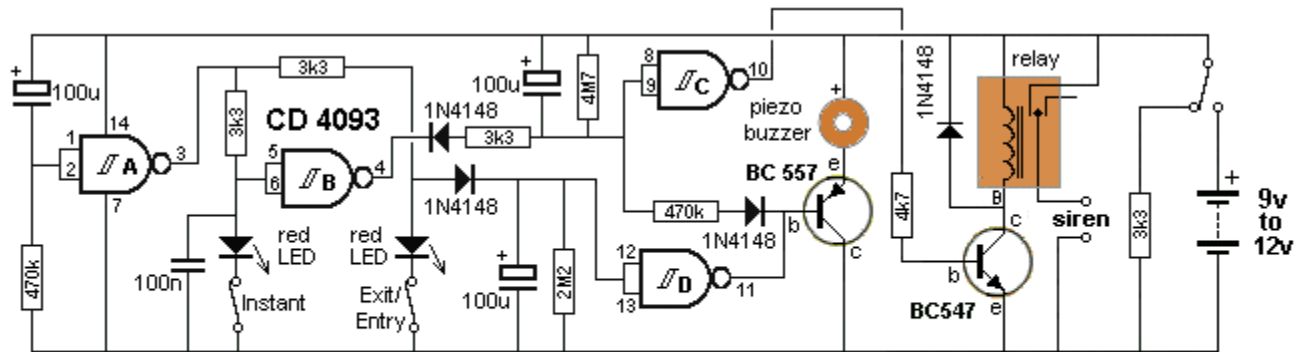 +
100u
1
2
14
A
3
7
470k
3k3
3k3
CD 4093
5
6
B
4
100n
red
LED
Instant
red
LED
Exit/
Entry
1N4148
3k3
1N4148
+
100u
4M7
+
100u
2M2
8
9
C
10
470k
1N4148
12
13
D
11
piezo
buzzer
+
BC 557
e
b
c
4k7
1N4148
relay
B
c
b
e
BC547
siren
3k3
+
9v
to
12v